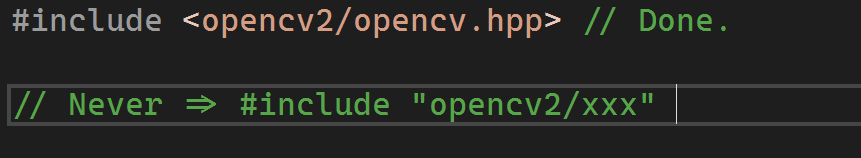 #include <opencv2/opencv.hpp> // Done.
// Never => #include "opencv2/xxx"